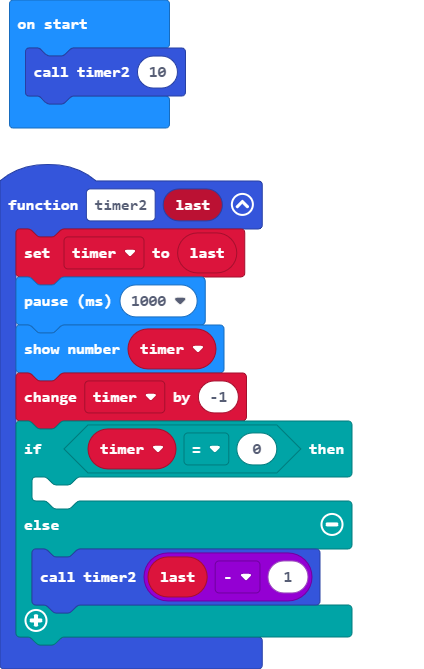 on start
call timer2 10
function timer2 last
set timer to last
pause (ms) 1000
show number timer
change timer by -1
if timer = 0 then
else
call timer2 last - 1